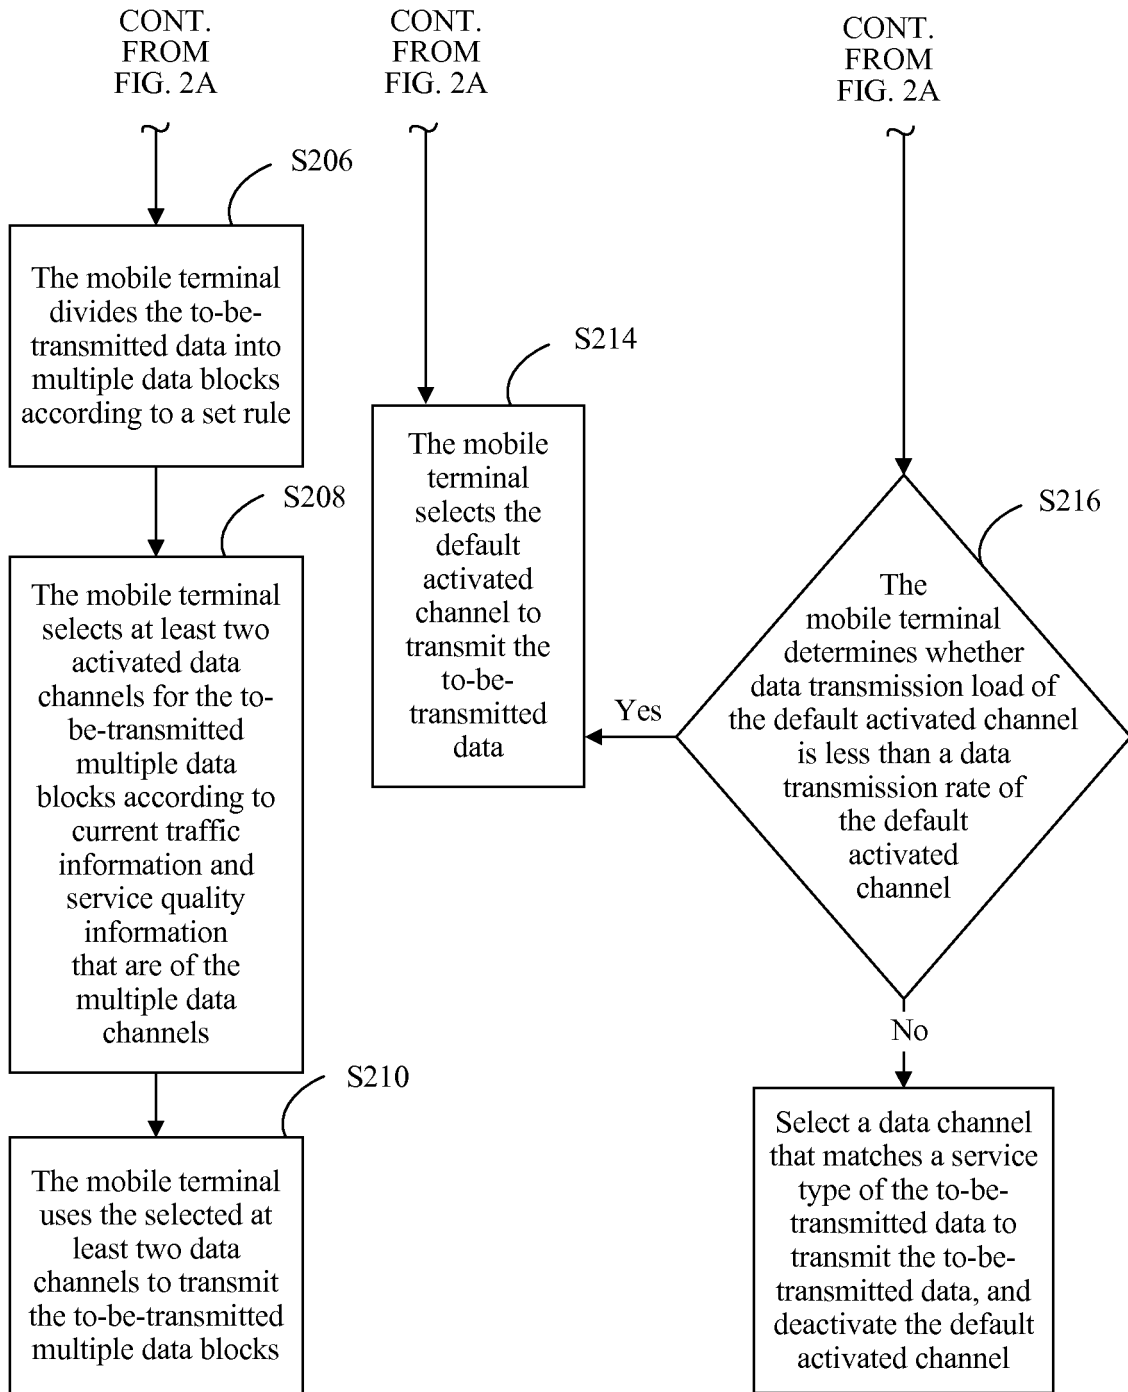 CONT.
FROM
FIG. 2A
S206
The mobile terminal
divides the to-be-
transmitted data into
multiple data blocks
according to a set rule
S208
The mobile terminal
selects at least two
activated data
channels for the to-
be-transmitted
multiple data
blocks according to
current traffic
information and
service quality
information
that are of the
multiple data
channels
S210
The mobile terminal
uses the selected at
least two data
channels to transmit
the to-be-transmitted
multiple data blocks
CONT.
FROM
FIG. 2A
S214
The mobile
terminal
selects the
default
activated
channel to
transmit the
to-be-
transmitted
data
Yes
CONT.
FROM
FIG. 2A
S216
The
mobile terminal
determines whether
data transmission load of
the default activated channel
is less than a data
transmission rate of
the default
activated
channel
No
Select a data channel
that matches a service
type of the to-be-
transmitted data to
transmit the to-be-
transmitted data, and
deactivate the default
activated channel